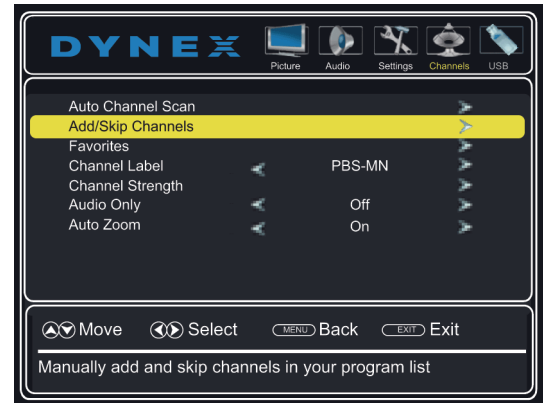 DYNEX
Picture Audio Settings Channels USB
Auto Channel Scan
Add/Skip Channels
Favorites
Channel Label PBS-MN
Channel Strength
Audio Only Off
Auto Zoom On
Move Select MENU Back EXIT Exit
Manually add and skip channels in your program list